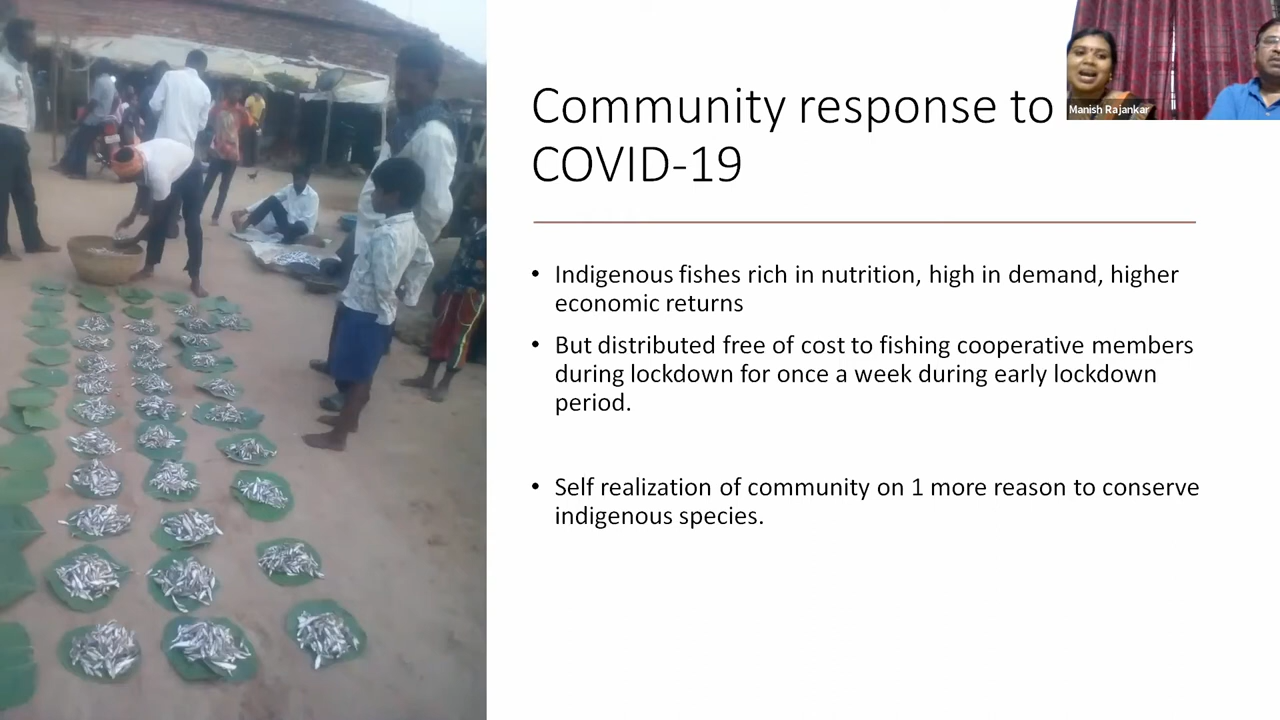 Community response to
COVID-19
Manish Rajankar
• Indigenous fishes rich in nutrition, high in demand, higher
economic returns
• But distributed free of cost to fishing cooperative members
during lockdown for once a week during early lockdown
period.
• Self realization of community on 1 more reason to conserve
indigenous species.